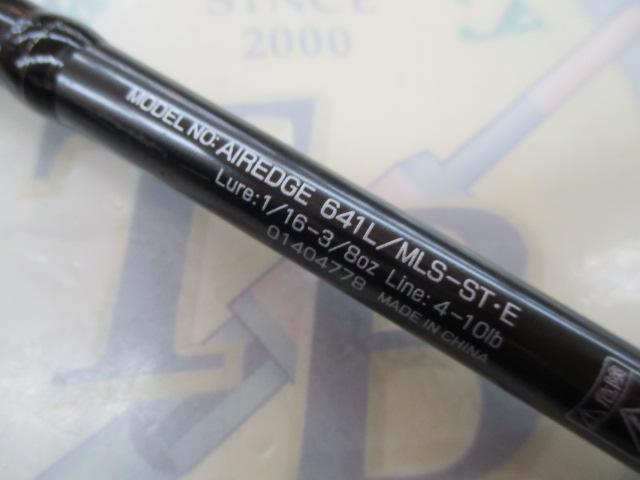 SINCE
2000
TB
MODEL NO: AIREDGE 641L/MLS-ST·E
Lure:1/16-3/8oz Line: 4-10lb
01404778 MADE IN CHINA